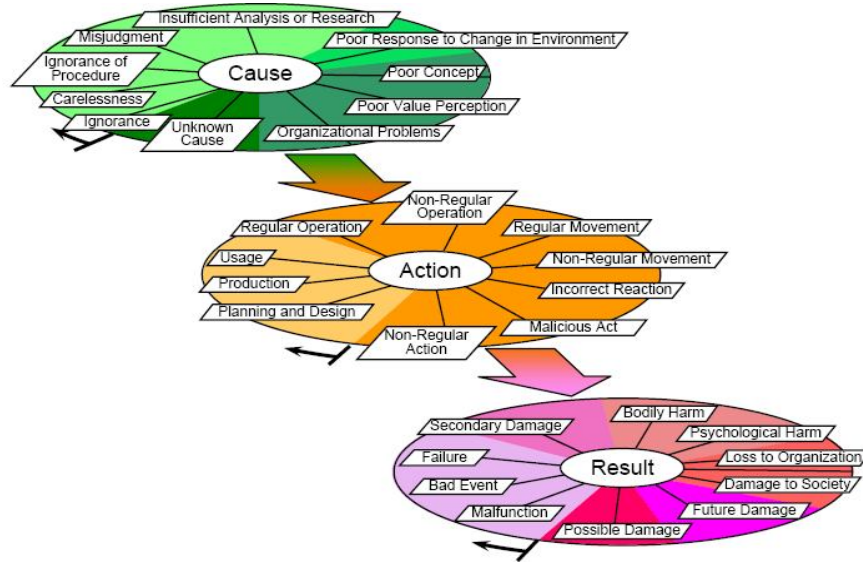 Insufficient Analysis or Research
Misjudgment
Poor Response to Change in Environment
Ignorance of
Procedure
Cause
Poor Concept
Carelessness
Poor Value Perception
Ignorance
Unknown
Cause
Organizational Problems
Non-Regular
Operation
Regular Operation
Regular Movement
Usage
Action
Non-Regular Movement
Production
Incorrect Reaction
Planning and Design
Non-Regular
Action
Malicious Act
Secondary Damage
Bodily Harm
Psychological Harm
Failure
Result
Loss to Organization
Bad Event
Damage to Society
Malfunction
Future Damage
Possible Damage